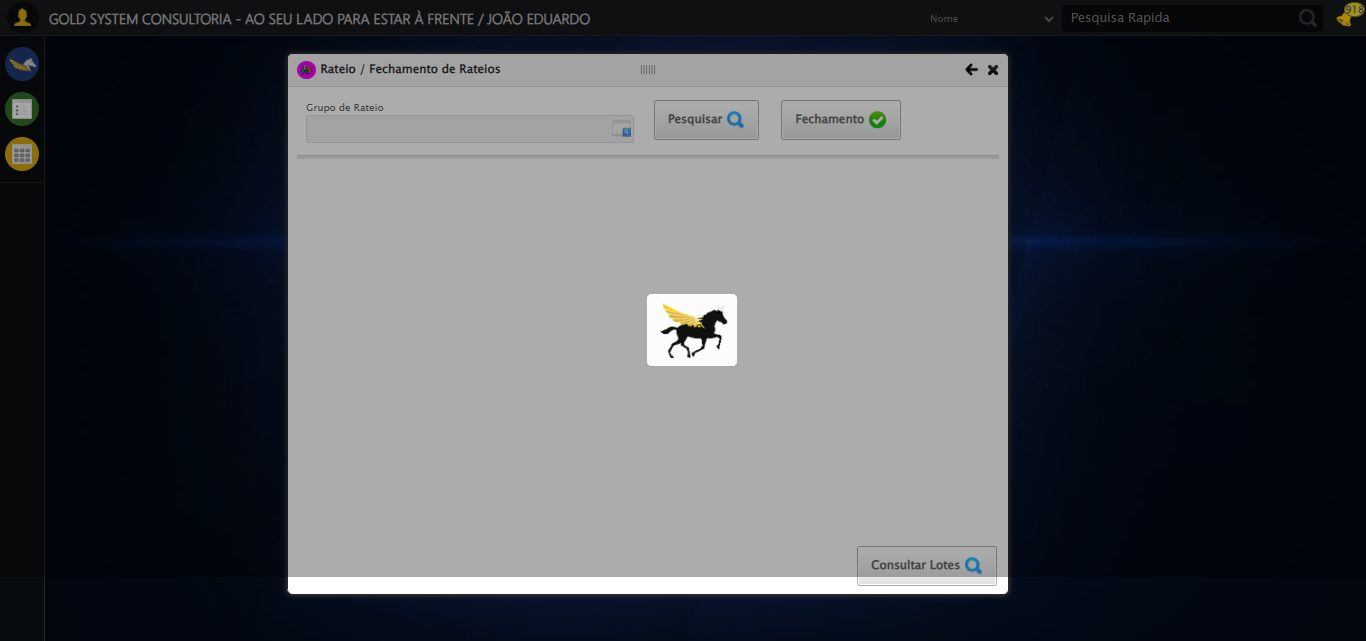 GOLD SYSTEM CONSULTORIA - AO SEU LADO PARA ESTAR À FRENTE / JOÃO EDUARDO
Nome
Pesquisa Rapida
918
Rateio / Fechamento de Rateios
Grupo de Rateio
Pesquisar
Fechamento
Consultar Lotes